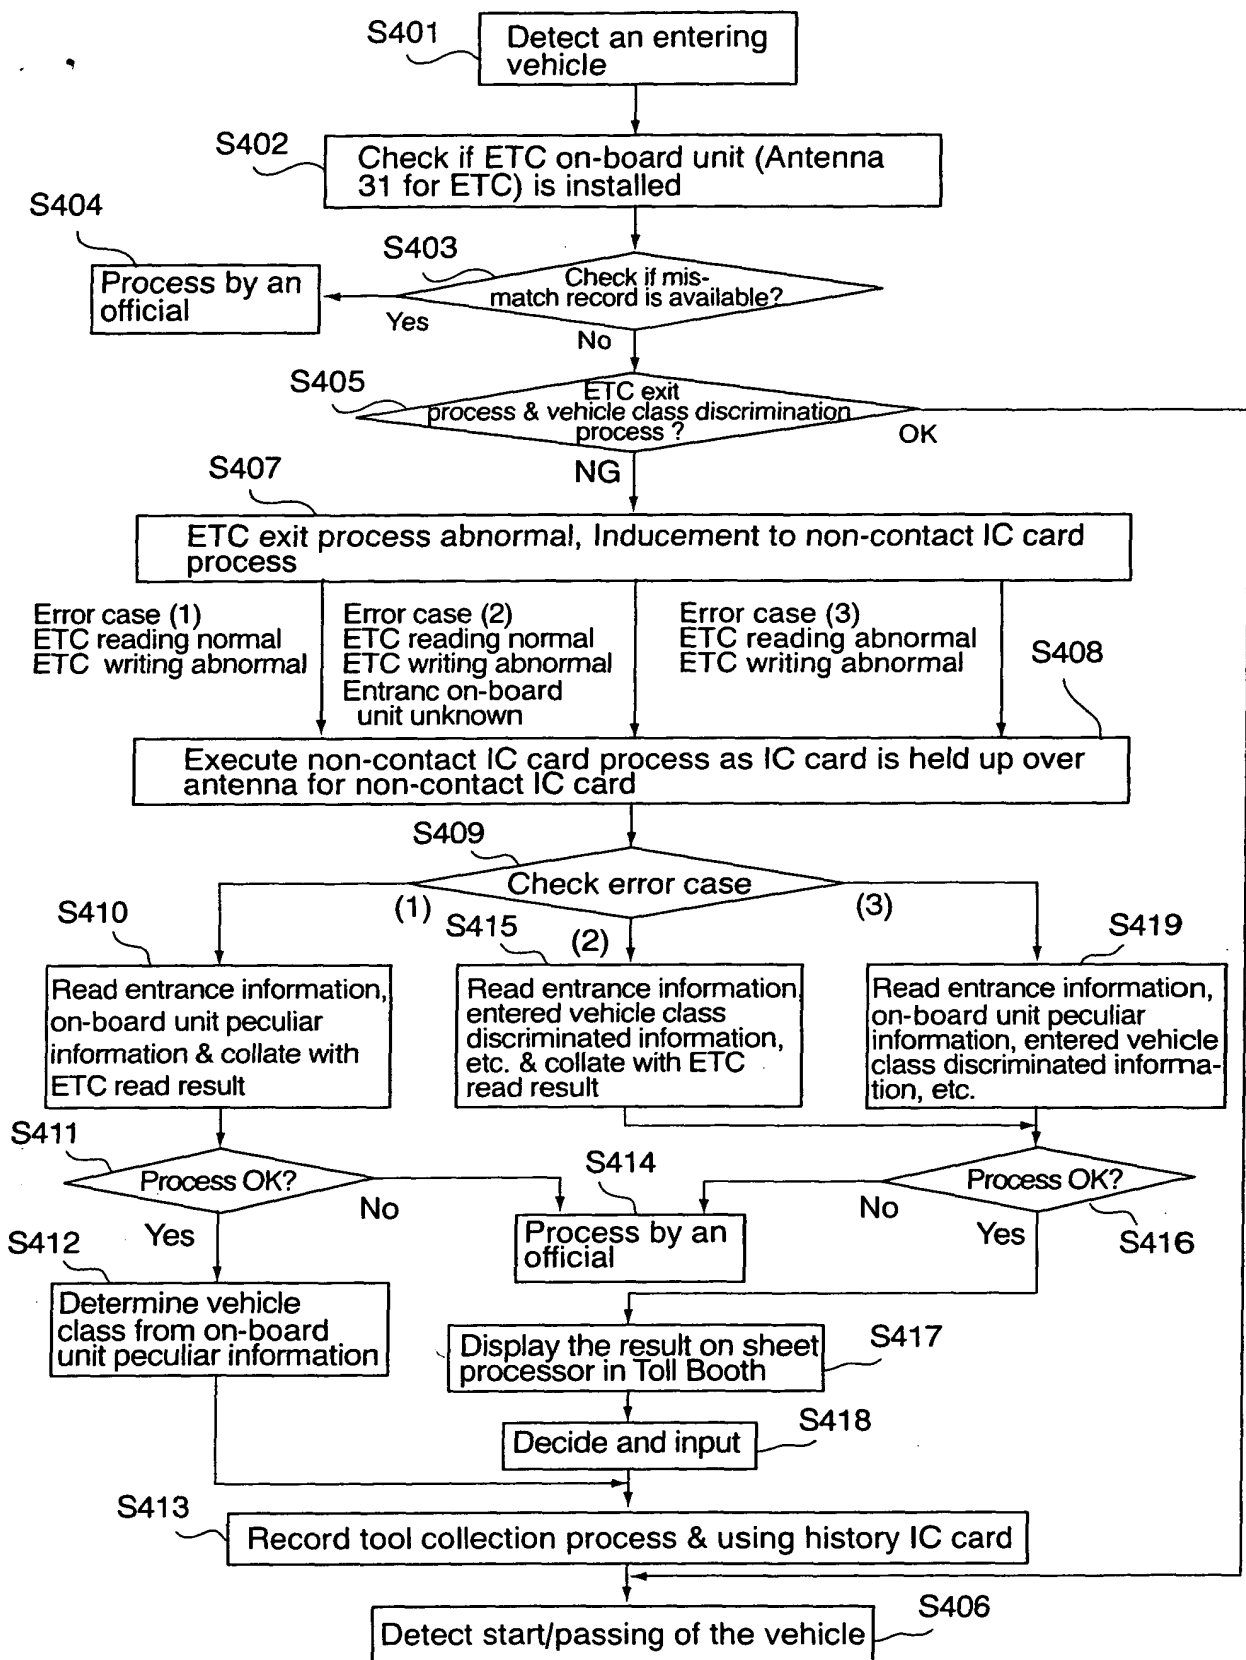 S401
Detect an entering
vehicle
S402
Check if ETC on-board unit (Antenna
31 for ETC) is installed
S404
Process by an
official
S403
Check if mis-
match record is available?
Yes
No
S405
ETC exit
process & vehicle class discrimination
process ?
OK
NG
S407
ETC exit process abnormal, Inducement to non-contact IC card
process
Error case (1)
ETC reading normal
ETC writing abnormal
Error case (2)
ETC reading normal
ETC writing abnormal
Entranc on-board
unit unknown
Error case (3)
ETC reading abnormal
ETC writing abnormal
S408
Execute non-contact IC card process as IC card is held up over
antenna for non-contact IC card
S409
Check error case
(1)
(2)
(3)
S410
Read entrance information,
on-board unit peculiar
information & collate with
ETC read result
S415
Read entrance information,
entered vehicle class
discriminated information,
etc. & collate with ETC
read result
S419
Read entrance information,
on-board unit peculiar
information, entered vehicle
class discriminated informa-
tion, etc.
S411
Process OK?
No
Yes
S414
Process by an
official
Process OK?
No
Yes
S416
S412
Determine vehicle
class from on-board
unit peculiar information
S417
Display the result on sheet
processor in Toll Booth
S418
Decide and input
S413
Record tool collection process & using history IC card
S406
Detect start/passing of the vehicle